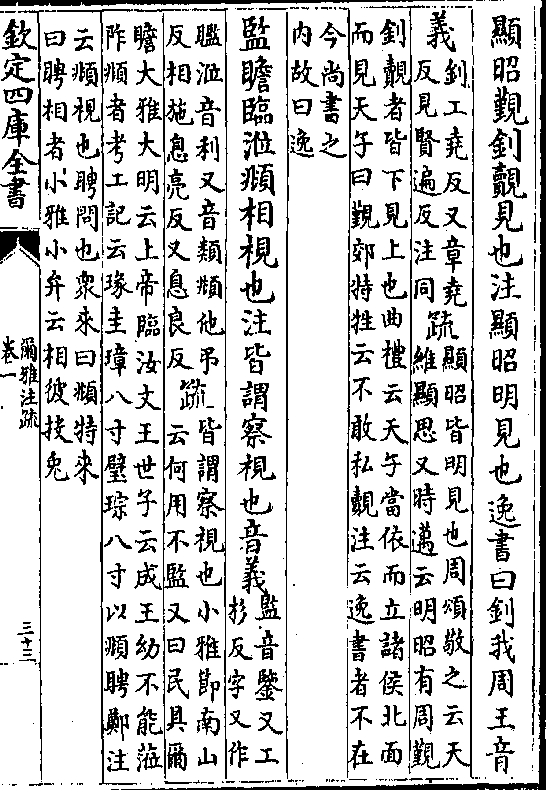 顯昭覲釗覿見也注顯昭明見也逸書曰釗我周王音
義
釗工堯反又章堯
反見賢遍反注同
疏
顯昭皆明見也周頌敬之云天
維顯思又時邁云明昭有周覲
釗覿者皆下見上也曲禮云天子當依而立諸侯北面
而見天子曰覲郊特牲云不敢私覿注云逸書者不在
今尚書之
内故曰逸
監瞻臨涖頫相視也注皆謂察視也音義
監音鑒又工
杉反字又作
㔶涖音利又音類頫他弔
反相施息亮反又息良反
疏
皆謂察視也小雅節南山
云何用不監又曰民具爾
瞻大雅大明云上帝臨汝文王世子云成王幼不能涖
阼頫者考工記云瑑圭璋八寸璧琮八寸以頫聘鄭注
云頫視也聘問也衆來曰頫特來
曰聘相者小雅小弁云相彼投兔
欽定四庫全書
爾雅注疏
卷一
三十三